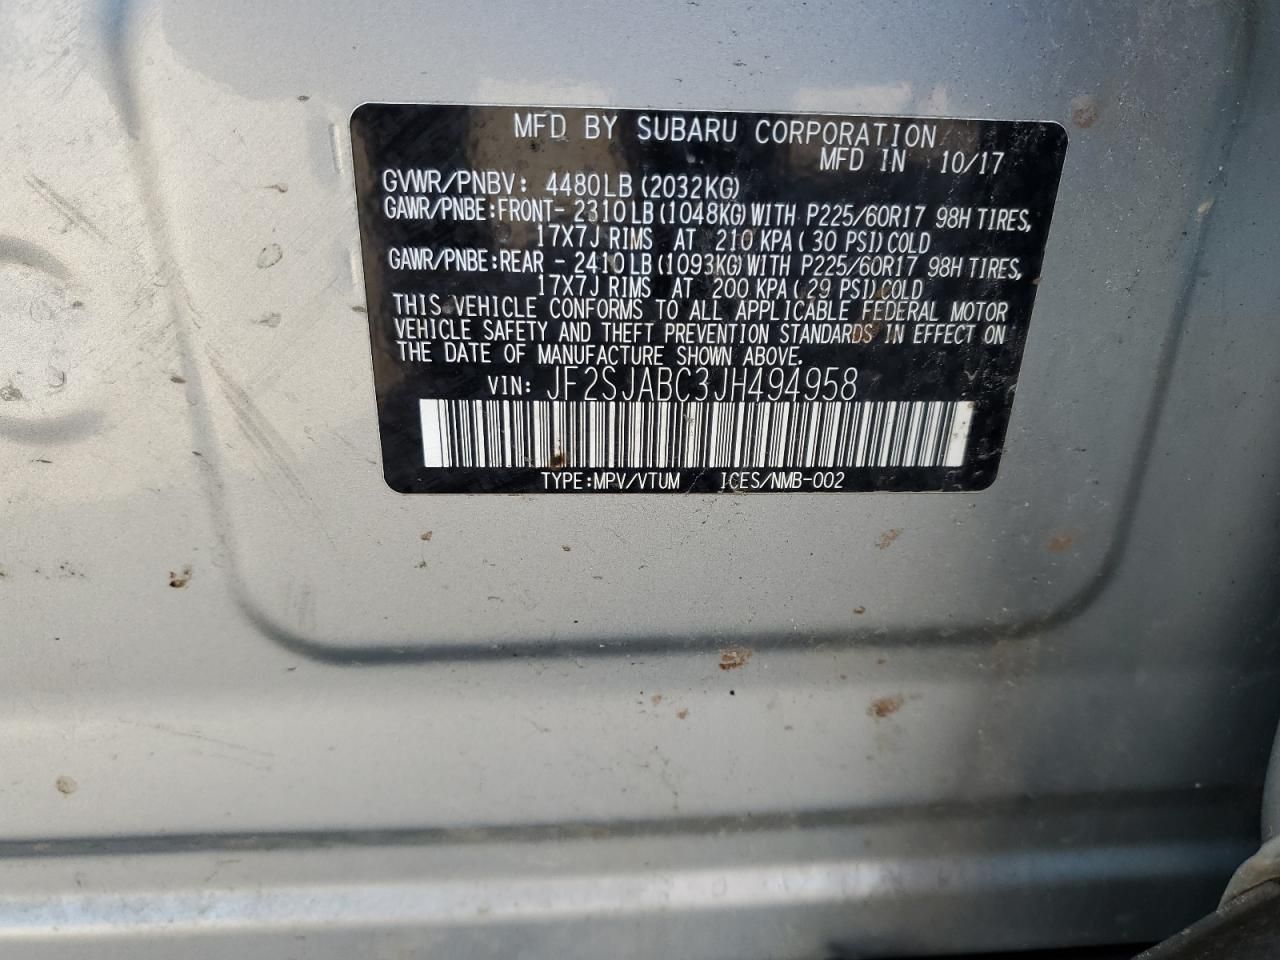 MFD BY SUBARU CORPORATION
MFD IN 10/17
GVWR/PNBV: 4480LB (2032KG)
GAWR/PNBE:FRONT- 2310LB (1048KG) WITH P225/60R17 98H TIRES,
17X7J RIMS AT 210 KPA ( 30 PSI) COLD
GAWR/PNBE:REAR - 2410LB (1093KG) WITH P225/60R17 98H TIRES,
17X7J RIMS AT 200 KPA ( 29 PSI) COLD
THIS VEHICLE CONFORMS TO ALL APPLICABLE FEDERAL MOTOR
VEHICLE SAFETY AND THEFT PREVENTION STANDARDS IN EFFECT ON
THE DATE OF MANUFACTURE SHOWN ABOVE.
VIN: JF2SJABC3JH494958
TYPE:MPV/VTUM ICES/NMB-002